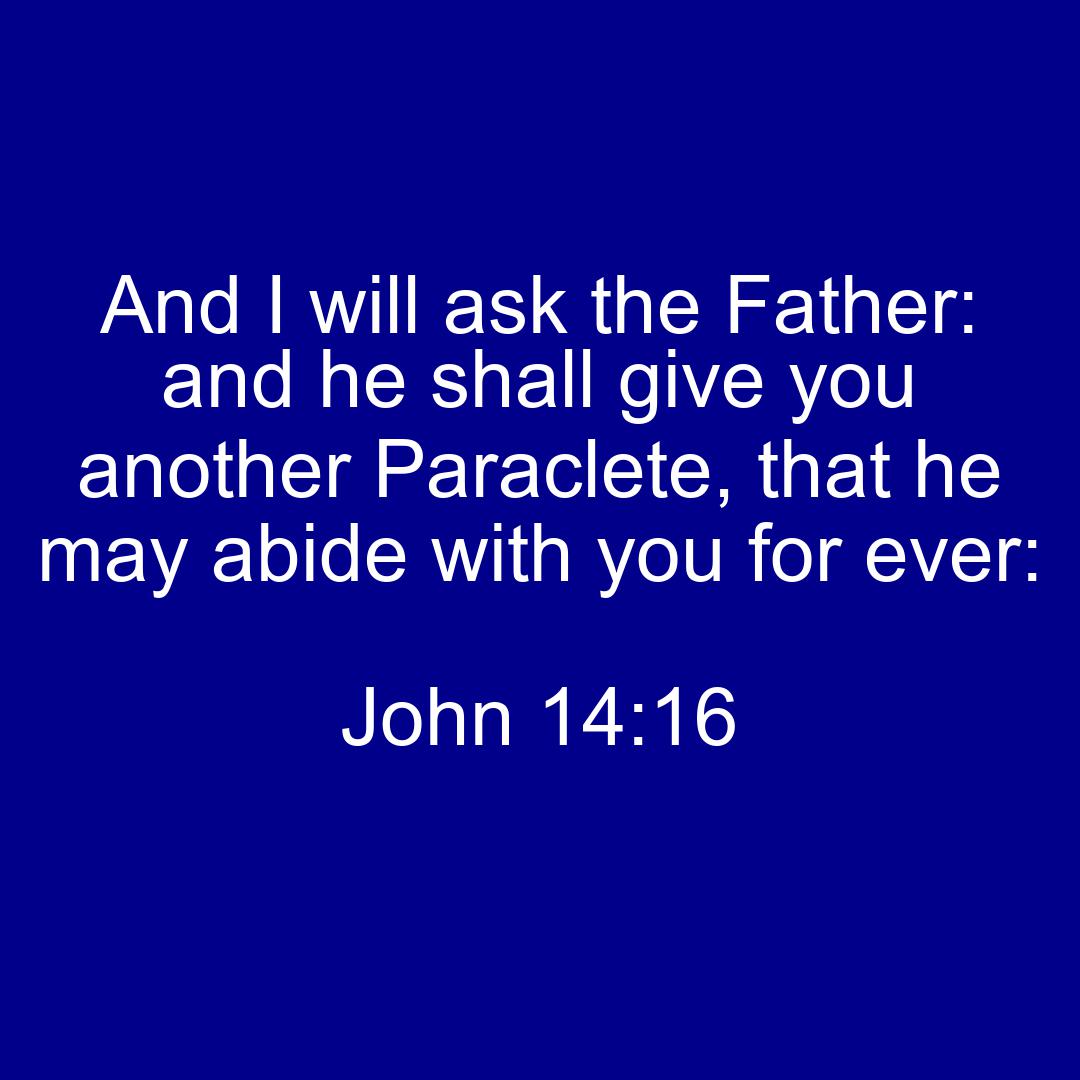 And I will ask the Father:
and he shall give you
another Paraclete, that he
may abide with you for ever:
John 14:16